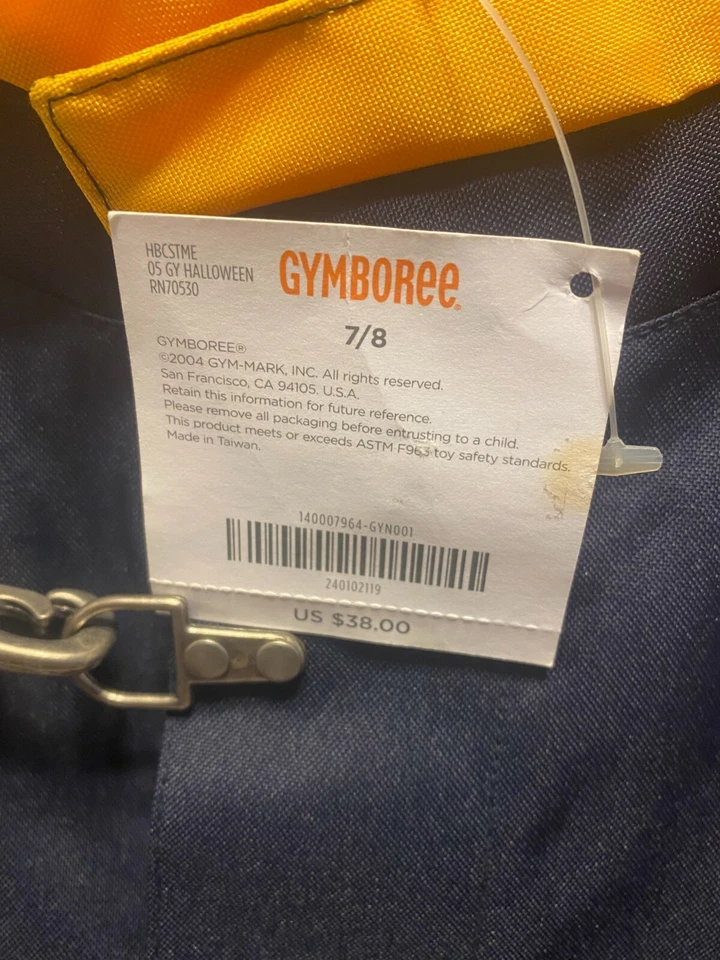 HBCSTME
05 GY HALLOWEEN
RN70530
GYMBOREE®
7/8
GYMBOREE®
©2004 GYM-MARK, INC. All rights reserved.
San Francisco, CA 94105. U.S.A.
Retain this information for future reference.
Please remove all packaging before entrusting to a child.
This product meets or exceeds ASTM F963 toy safety standards.
Made in Taiwan.
140007964-GYN001
240102119
US $38.00